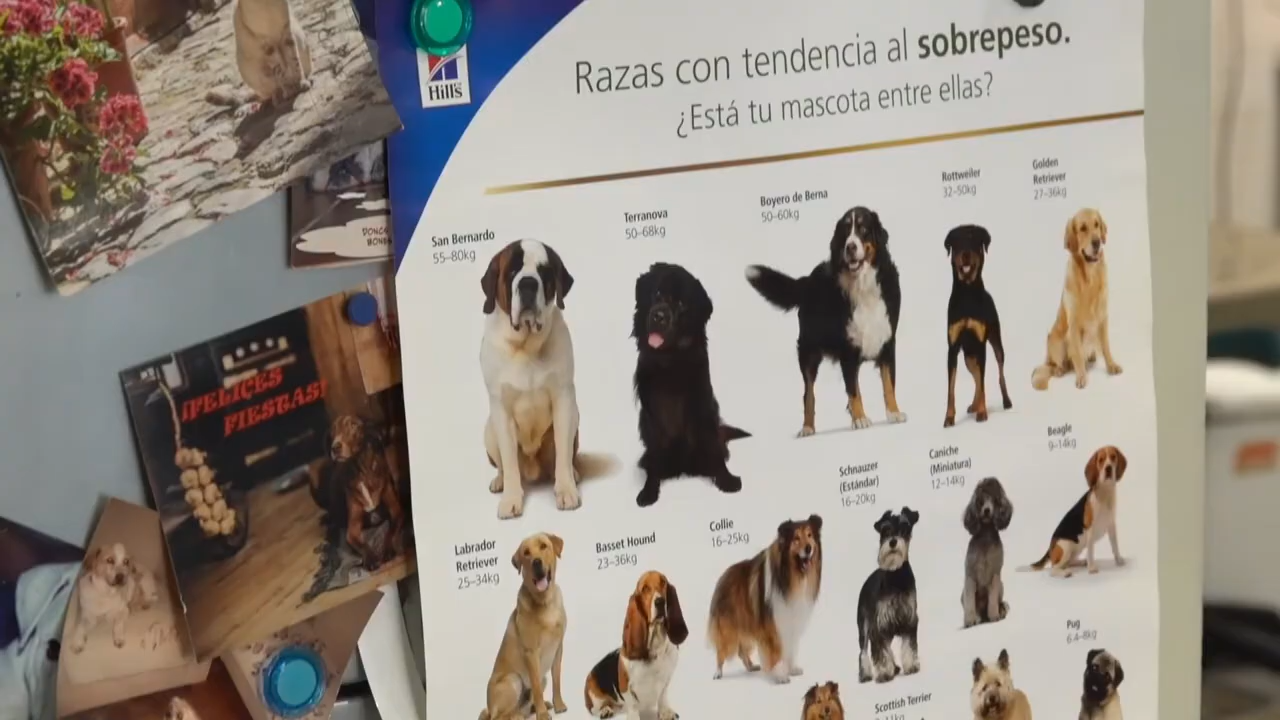 Hill's
Razas con tendencia al sobrepeso.
¿Está tu mascota entre ellas?
San Bernardo
55–80kg
Terranova
50–68kg
Boyero de Berna
50–60kg
Rottweiler
32–50kg
Golden
Retriever
27–36kg
¡FELICES
FIESTAS!
Labrador
Retriever
25–34kg
Basset Hound
23–36kg
Collie
16–25kg
Schnauzer
(Estándar)
16–20kg
Caniche
(Miniatura)
12–14kg
Beagle
9–14kg
Scottish Terrier
Pug